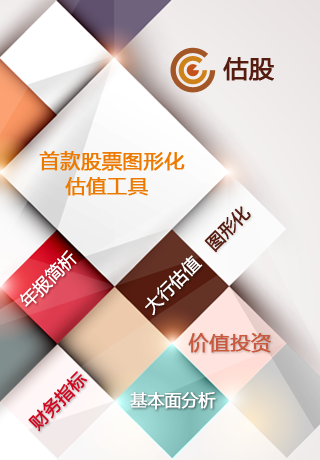 估股
首款股票图形化
估值工具
图形化
年报简析
大行估值
价值投资
财务指标
基本面分析